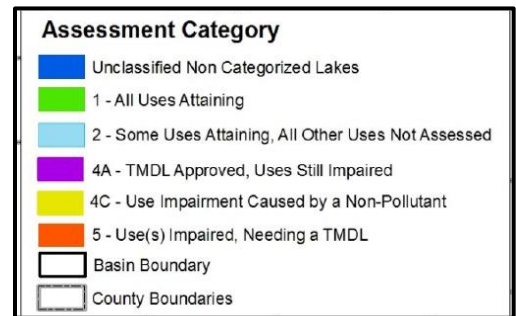 Assessment Category
Unclassified Non Categorized Lakes
1 - All Uses Attaining
2 - Some Uses Attaining, All Other Uses Not Assessed
4A - TMDL Approved, Uses Still Impaired
4C - Use Impairment Caused by a Non-Pollutant
5 - Use(s) Impaired, Needing a TMDL
Basin Boundary
County Boundaries